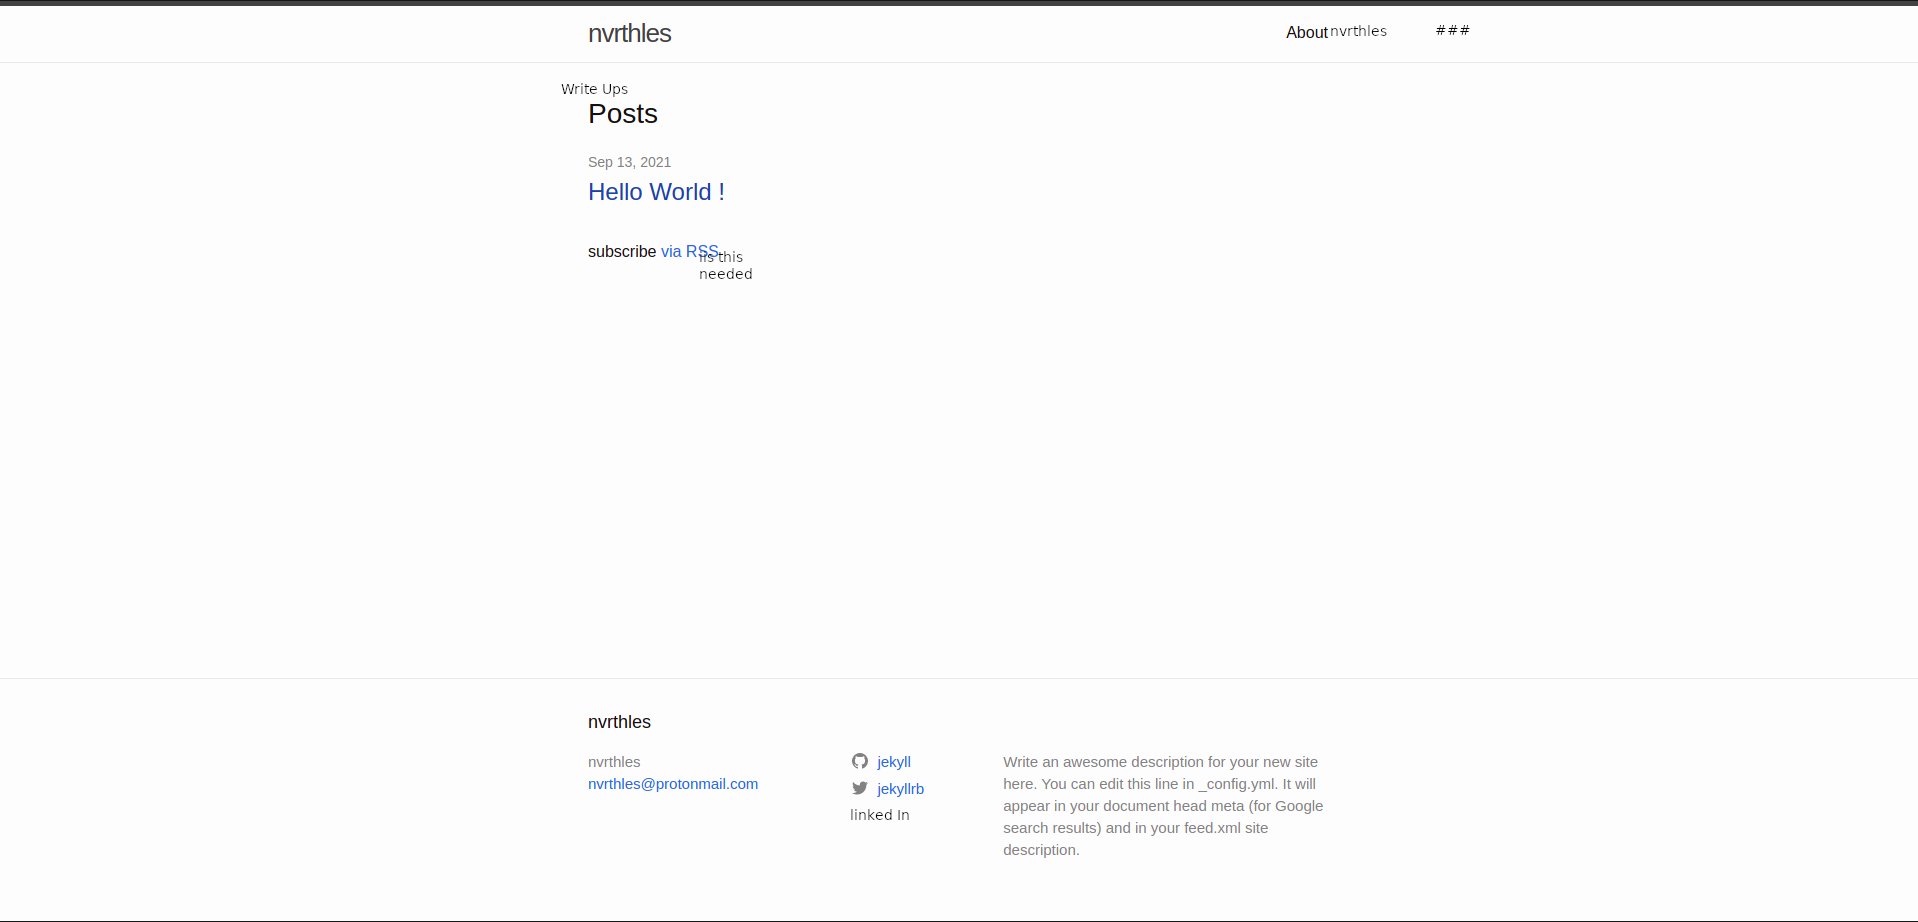 nvrthles
About nvrthles ###
Write Ups
Posts
Sep 13, 2021
Hello World !
subscribe via RSS
iis this
needed
nvrthles
nvrthles
nvrthles@protonmail.com
jekyll
jekyllrb
linked In
Write an awesome description for your new site
here. You can edit this line in _config.yml. It will
appear in your document head meta (for Google
search results) and in your feed.xml site
description.